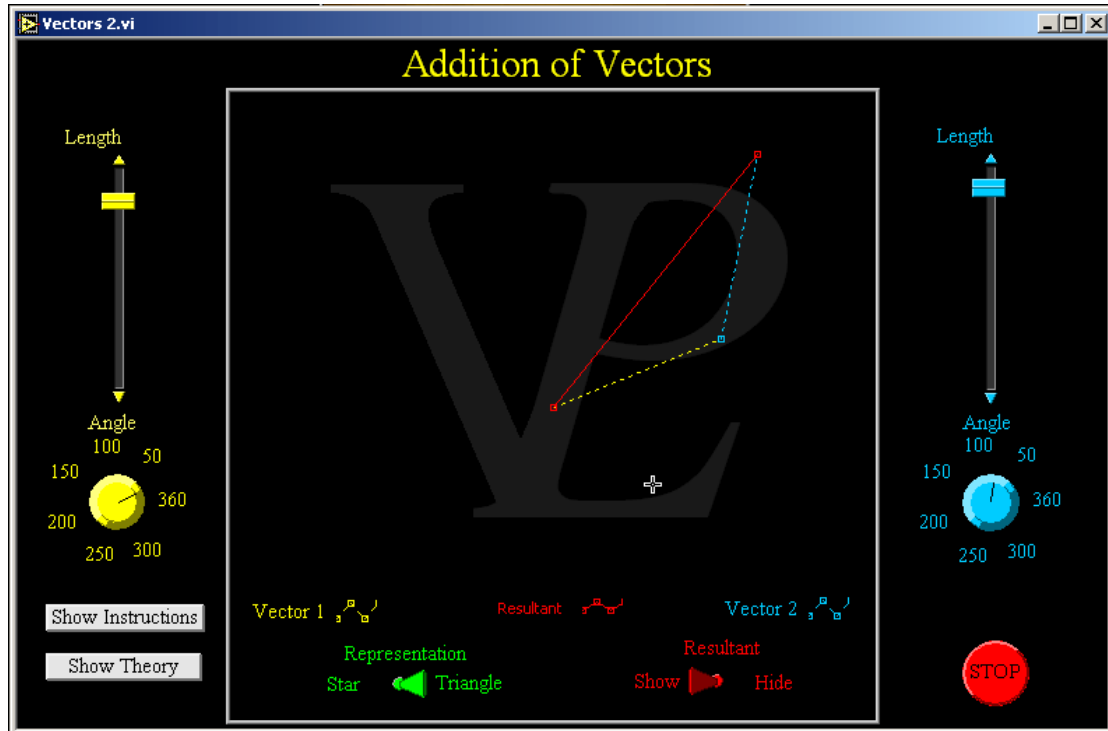 Vectors 2.vi
Addition of Vectors
Length
Angle
100
50
150
360
200
250
300
Show Instructions
Show Theory
VPL
Vector 1
Resultant
Vector 2
Representation
Star
Triangle
Resultant
Show
Hide
Length
Angle
100
50
150
360
200
250
300
STOP